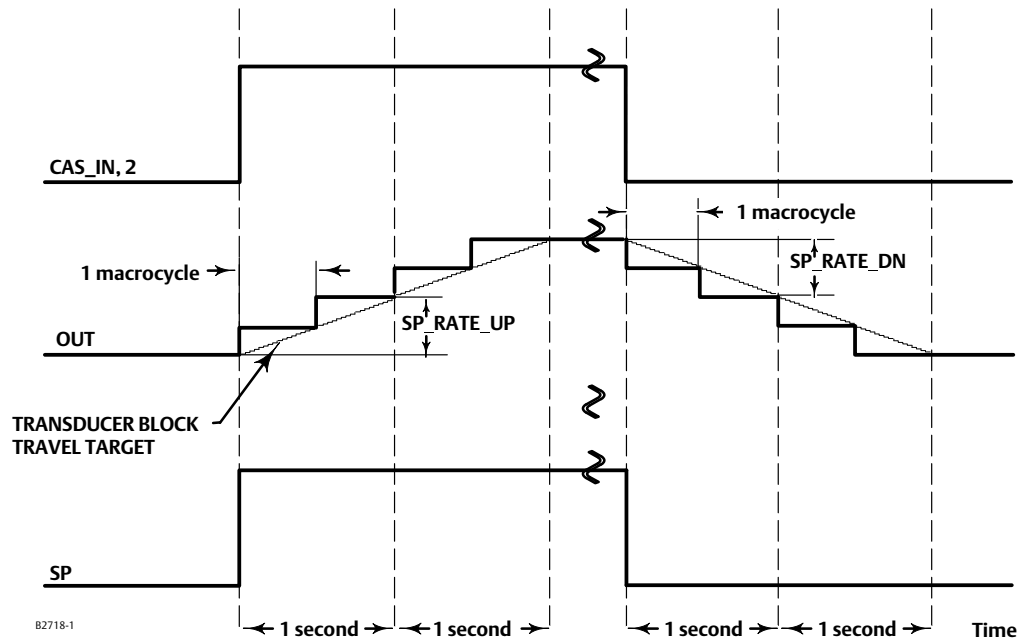 CAS_IN, 2
1 macrocycle
SP_RATE_DN
1 macrocycle
SP_RATE_UP
OUT
TRANSDUCER BLOCK
TRAVEL TARGET
SP
B2718-1
1 second
1 second
1 second
1 second
Time